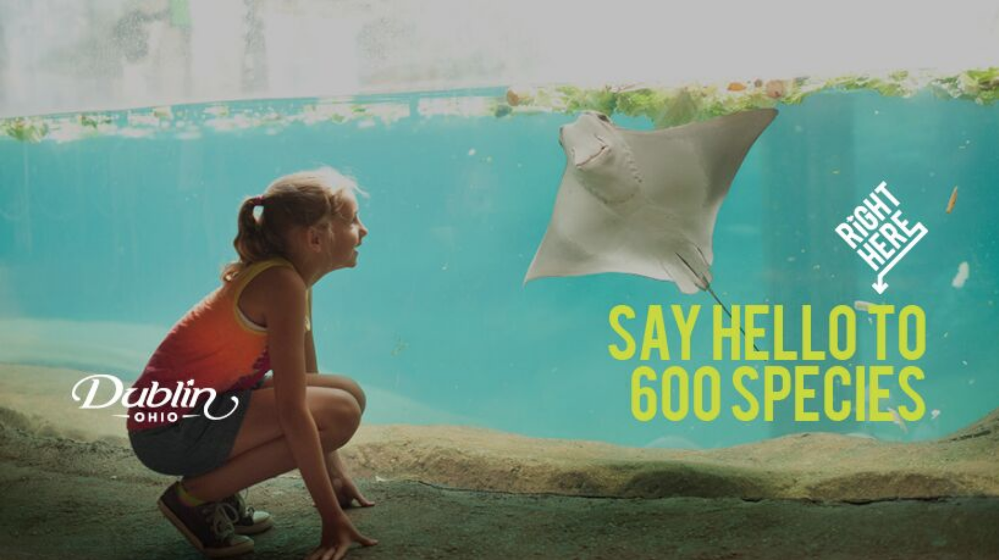 RIGHT
HERE
SAY HELLO TO
600 SPECIES
Dublin
OHIO